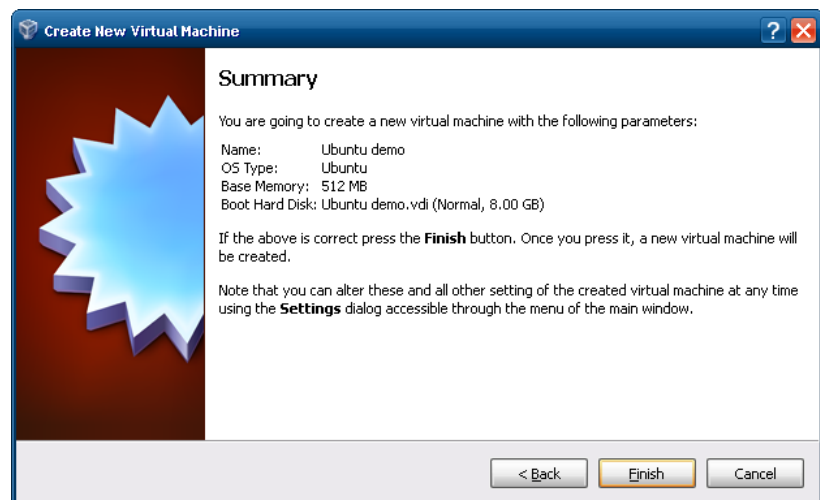 Create New Virtual Machine
Summary
You are going to create a new virtual machine with the following parameters:
Name: Ubuntu demo
OS Type: Ubuntu
Base Memory: 512 MB
Boot Hard Disk: Ubuntu demo.vdi (Normal, 8.00 GB)
If the above is correct press the Finish button. Once you press it, a new virtual machine will
be created.
Note that you can alter these and all other setting of the created virtual machine at any time
using the Settings dialog accessible through the menu of the main window.
< Back Finish Cancel